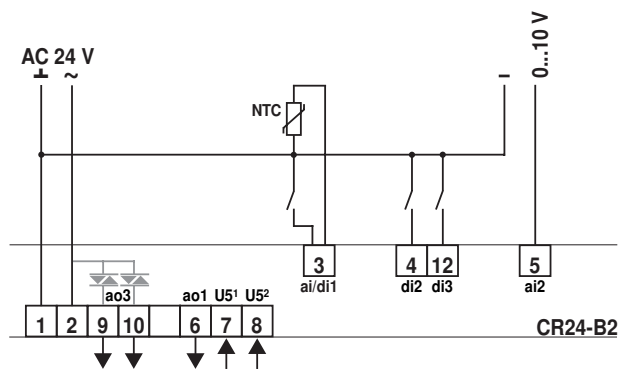 AC 24 V
⊥ ~
NTC
–
0...10 V
3 4 12 5
ai/di1 di2 di3 ai2
ao3 ao1 U5¹ U5²
1 2 9 10 6 7 8
CR24-B2